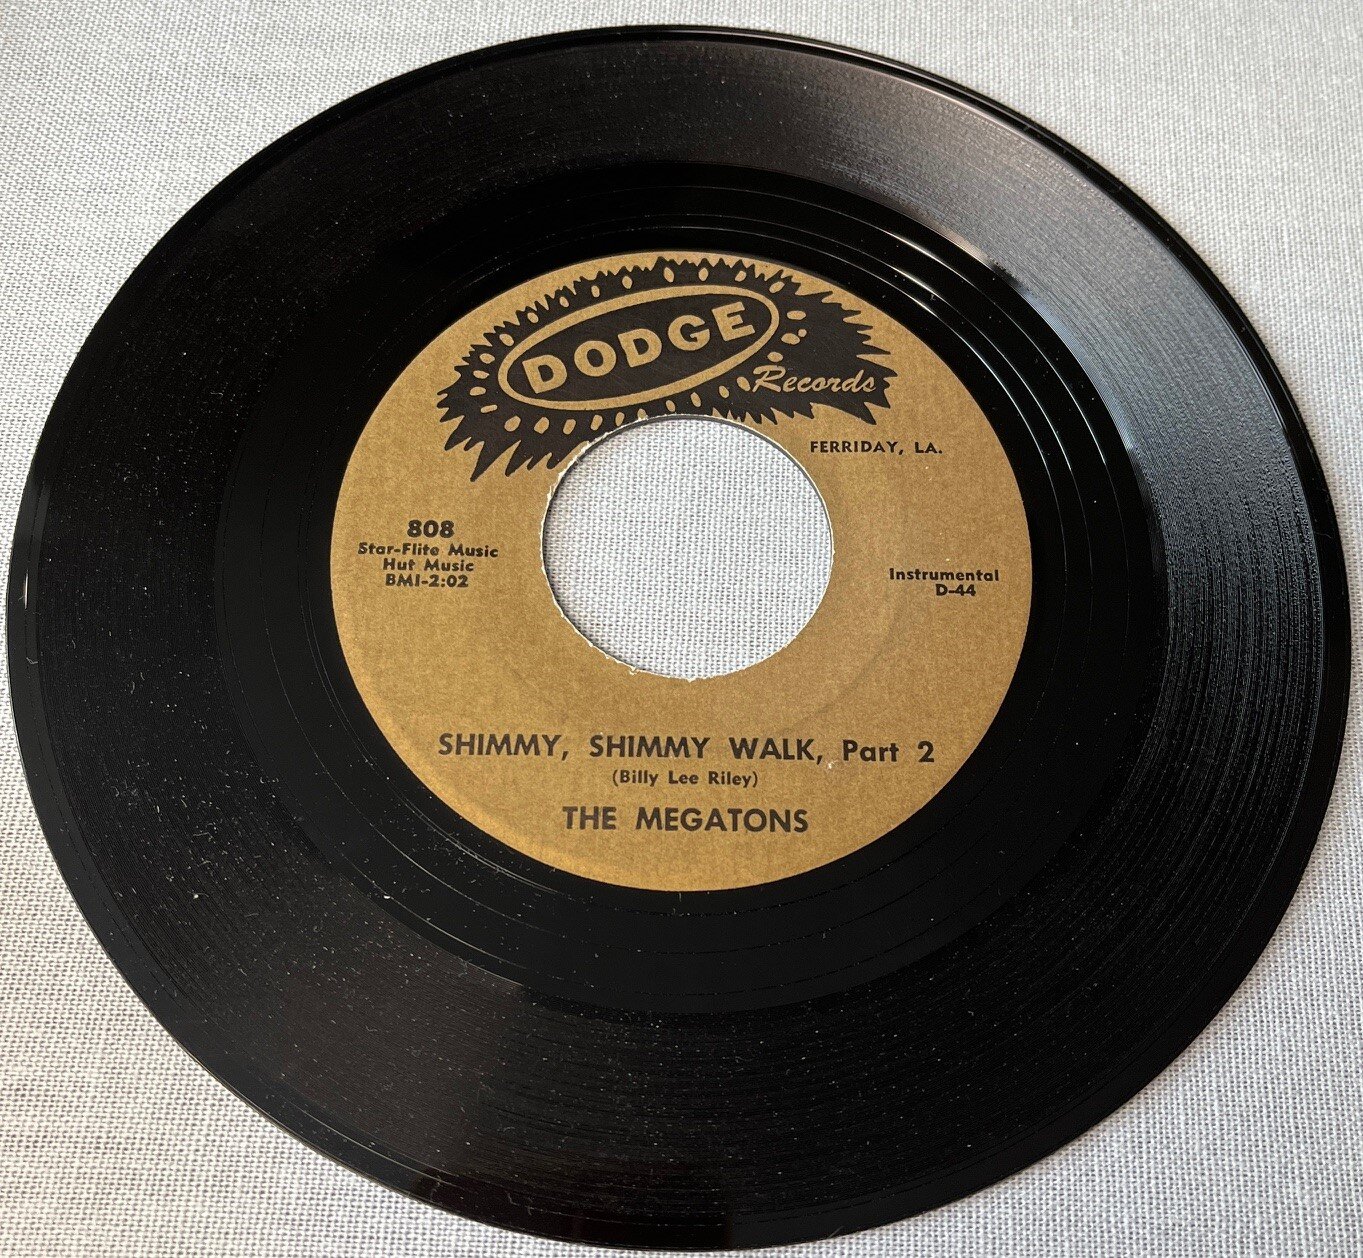 DODGE
Records
FERRIDAY, LA.
808
Star-Flite Music
Hut Music
BMI-2:02
Instrumental
D-44
SHIMMY, SHIMMY WALK, Part 2
(Billy Lee Riley)
THE MEGATONS